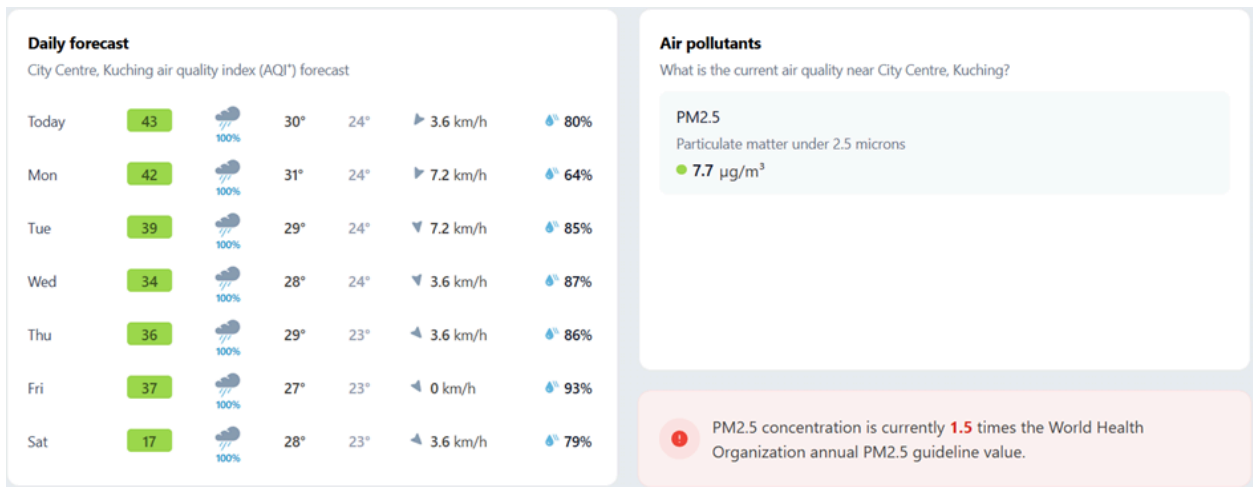 Daily forecast
City Centre, Kuching air quality index (AQI*) forecast
Today 43 100% 30° 24° 3.6 km/h 80%
Mon 42 100% 31° 24° 7.2 km/h 64%
Tue 39 100% 29° 24° 7.2 km/h 85%
Wed 34 100% 28° 24° 3.6 km/h 87%
Thu 36 100% 29° 23° 3.6 km/h 86%
Fri 37 100% 27° 23° 0 km/h 93%
Sat 17 100% 28° 23° 3.6 km/h 79%
Air pollutants
What is the current air quality near City Centre, Kuching?
PM2.5
Particulate matter under 2.5 microns
7.7 µg/m³
PM2.5 concentration is currently 1.5 times the World Health
Organization annual PM2.5 guideline value.